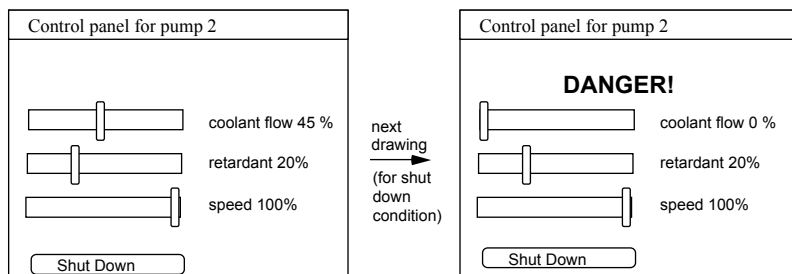 Control panel for pump 2
coolant flow 45 %
retardant 20%
speed 100%
Shut Down
next
drawing
(for shut
down
condition)
Control panel for pump 2
DANGER!
coolant flow 0 %
retardant 20%
speed 100%
Shut Down